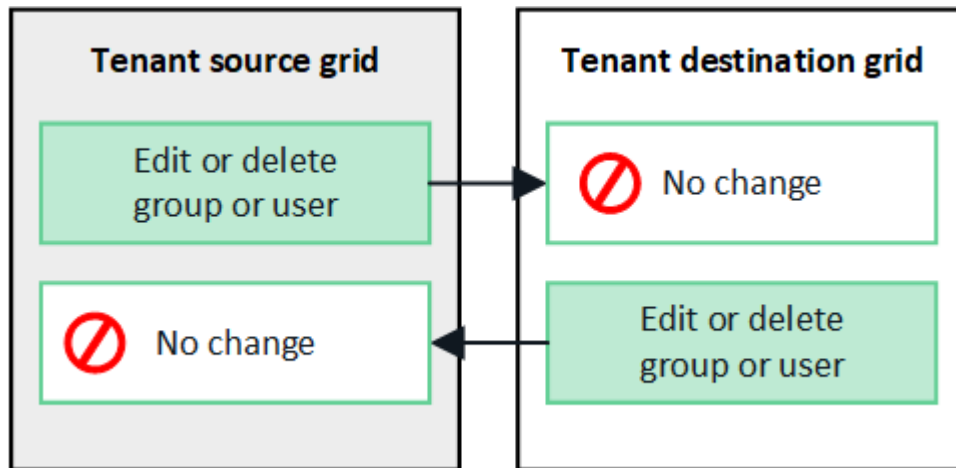 Tenant source grid
Edit or delete
group or user
No change
Tenant destination grid
No change
Edit or delete
group or user